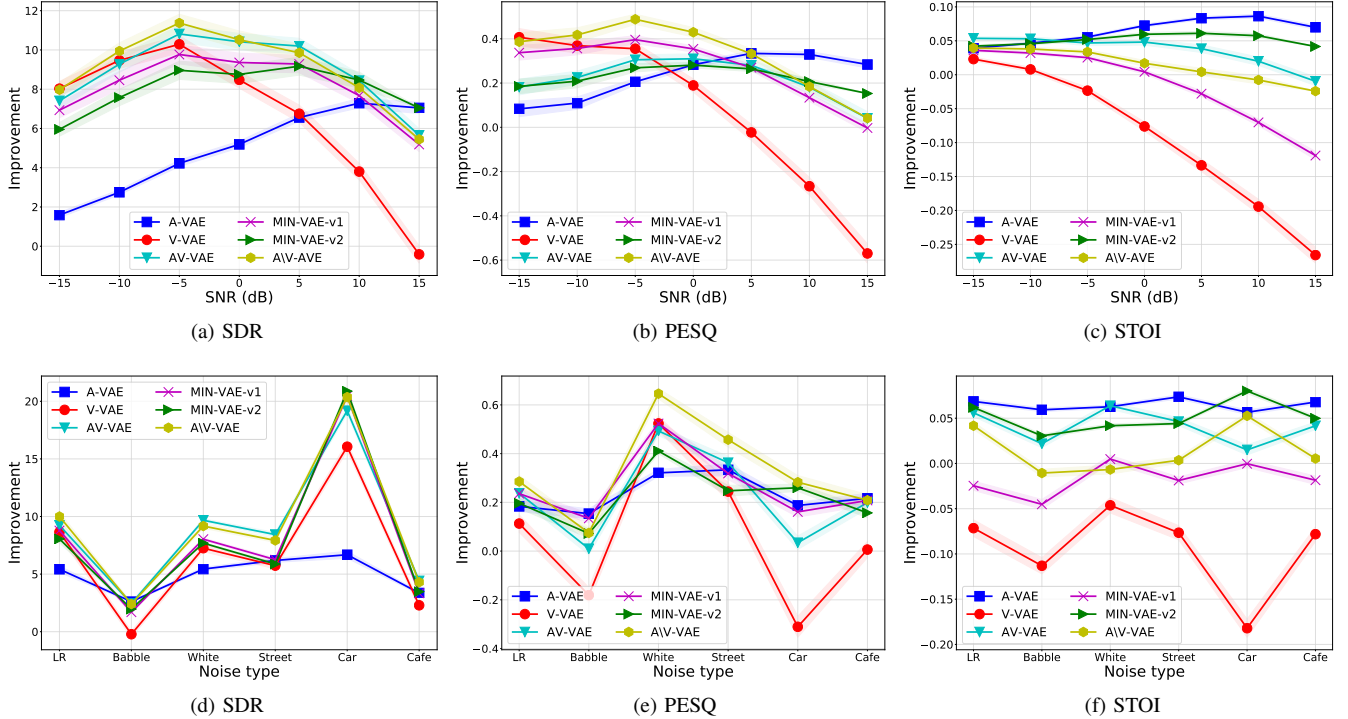 12
10
8
6
4
2
0
Improvement
A-VAE
V-VAE
AV-VAE
MIN-VAE-v1
MIN-VAE-v2
A\V-AVE
−15 −10 −5 0 5 10 15
SNR (dB)
(a) SDR
0.4
0.2
0.0
−0.2
−0.4
−0.6
Improvement
A-VAE
V-VAE
AV-VAE
MIN-VAE-v1
MIN-VAE-v2
A\V-AVE
−15 −10 −5 0 5 10 15
SNR (dB)
(b) PESQ
0.10
0.05
0.00
−0.05
−0.10
−0.15
−0.20
−0.25
Improvement
A-VAE
V-VAE
AV-VAE
MIN-VAE-v1
MIN-VAE-v2
A\V-AVE
−15 −10 −5 0 5 10 15
SNR (dB)
(c) STOI
20
15
10
5
0
Improvement
A-VAE
V-VAE
AV-VAE
MIN-VAE-v1
MIN-VAE-v2
A\V-VAE
LR Babble White Street Car Cafe
Noise type
(d) SDR
0.6
0.4
0.2
0.0
−0.2
−0.4
Improvement
A-VAE
V-VAE
AV-VAE
MIN-VAE-v1
MIN-VAE-v2
A\V-VAE
LR Babble White Street Car Cafe
Noise type
(e) PESQ
0.05
0.00
−0.05
−0.10
−0.15
−0.20
Improvement
A-VAE
V-VAE
AV-VAE
MIN-VAE-v1
MIN-VAE-v2
A\V-VAE
LR Babble White Street Car Cafe
Noise type
(f) STOI